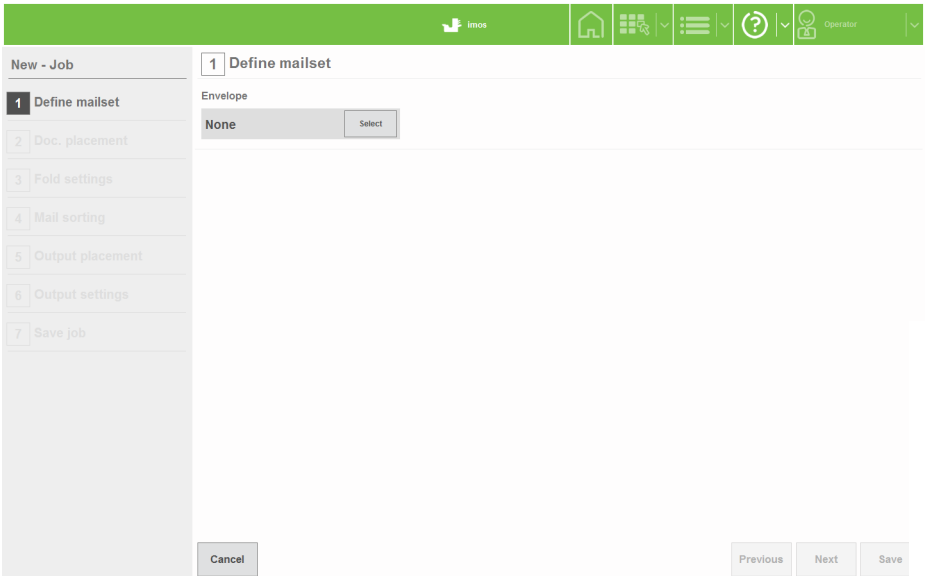 imos
?
Operator
New - Job
1 Define mailset
2 Doc. placement
3 Fold settings
4 Mail sorting
5 Output placement
6 Output settings
7 Save job
1 Define mailset
Envelope
None Select
Cancel Previous Next Save